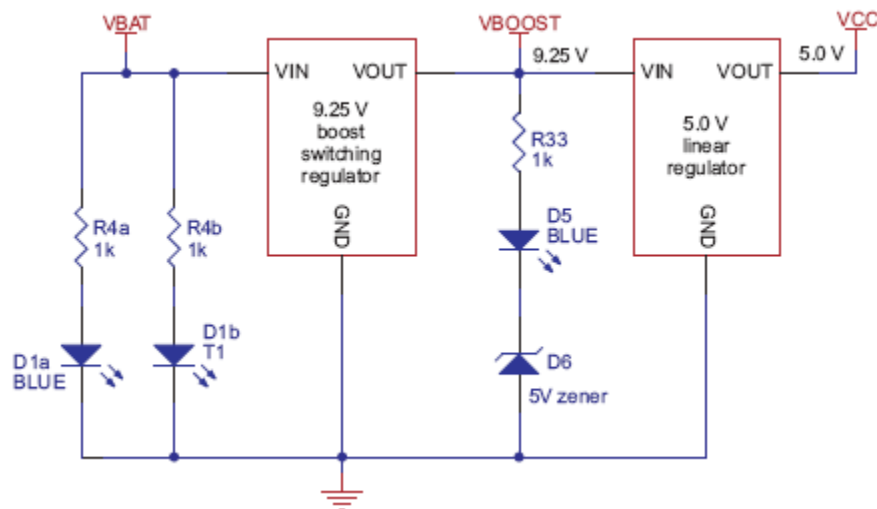 VBAT
VBOOST
VCC
9.25 V
5.0 V
VIN
VOUT
9.25 V
boost
switching
regulator
GND
VIN
VOUT
5.0 V
linear
regulator
GND
R4a
1k
R4b
1k
R33
1k
D5
BLUE
D1a
BLUE
D1b
T1
D6
5V zener